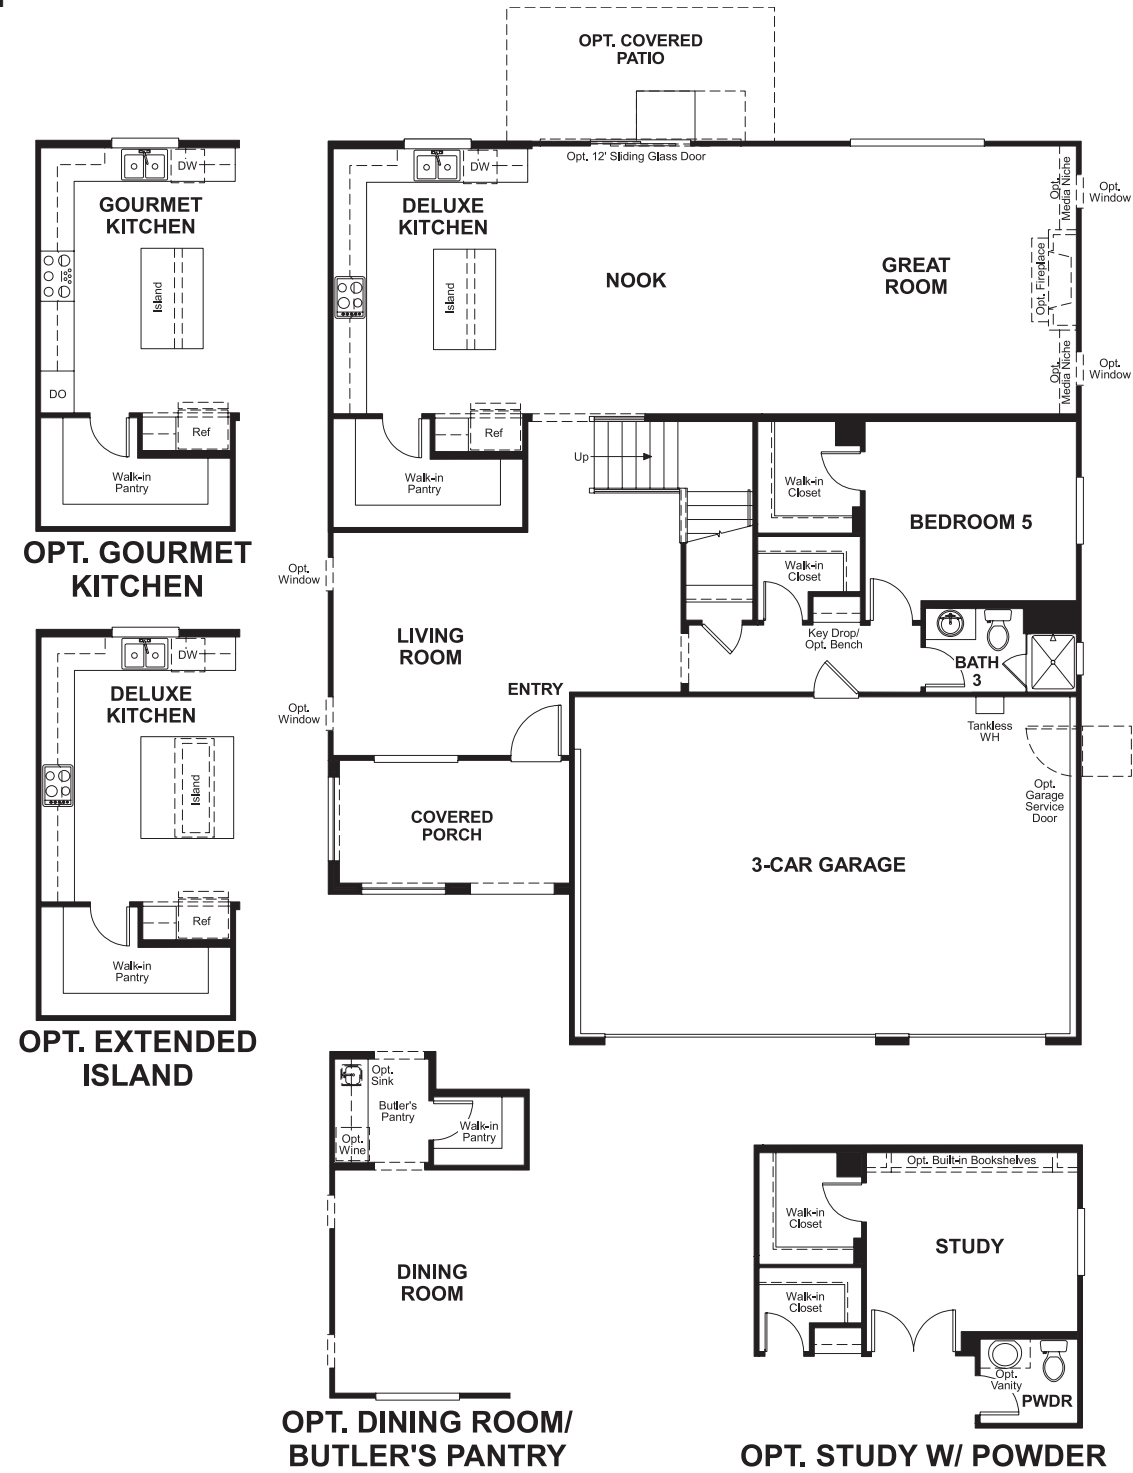 OPT. COVERED
PATIO
Opt. 12' Sliding Glass Door
DW
GOURMET
KITCHEN
Island
DO
Ref
Walk-in
Pantry
OPT. GOURMET
KITCHEN
DW
DELUXE
KITCHEN
Island
Ref
Walk-in
Pantry
NOOK
GREAT
ROOM
Opt.
Media Niche
Opt.
Window
Opt. Fireplace
Opt.
Media Niche
Opt.
Window
Up
Walk-in
Closet
BEDROOM 5
Walk-in
Closet
Key Drop/
Opt. Bench
BATH
3
Opt.
Window
LIVING
ROOM
ENTRY
Opt.
Window
Tankless
WH
Opt.
Garage
Service
Door
COVERED
PORCH
3-CAR GARAGE
DW
DELUXE
KITCHEN
Island
Ref
Walk-in
Pantry
OPT. EXTENDED
ISLAND
Opt.
Sink
Butler's
Pantry
Walk-in
Pantry
Opt.
Wine
DINING
ROOM
OPT. DINING ROOM/
BUTLER'S PANTRY
Opt. Built-in Bookshelves
Walk-in
Closet
STUDY
Walk-in
Closet
Opt.
Vanity
PWDR
OPT. STUDY W/ POWDER